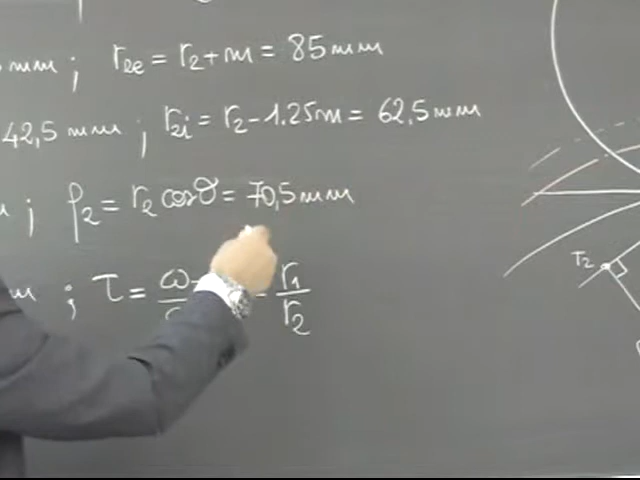 mm ; r2e = r2 + m = 85 mm
42,5 mm ; r2i = r2 - 1.25m = 62,5 mm
; ρ2 = r2 cosθ = 70,5 mm
; τ = ω = r1/r2
T2